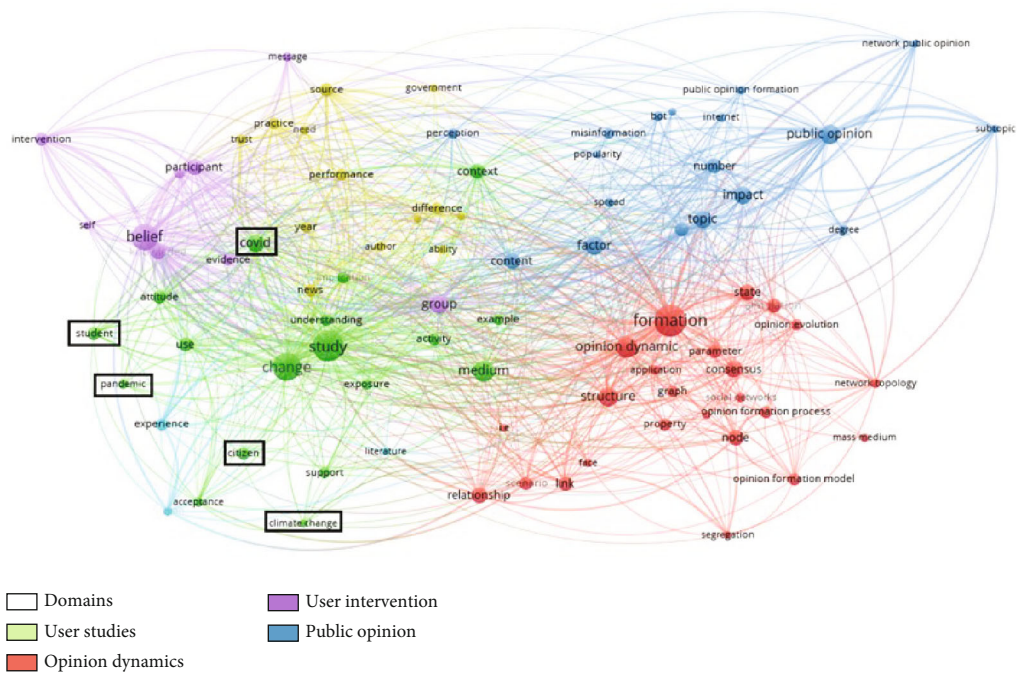 network public opinion
message
source
government
public opinion formation
practice
need
bot
internet
intervention
trust
perception
misinformation
public opinion
subtopic
popularity
participant
performance
context
number
impact
spread
difference
topic
self
year
degree
belief
covid
author
ability
factor
evidence
content
news
attitude
group
state
understanding
example
formation
opinion evolution
student
use
study
activity
opinion dynamic
parameter
change
medium
application
consensus
pandemic
exposure
structure
graph
social networks
network topology
opinion formation process
experience
property
node
mass medium
citizen
literature
support
face
scenario
link
opinion formation model
acceptance
relationship
climate change
segregation
Domains
User studies
Opinion dynamics
User intervention
Public opinion